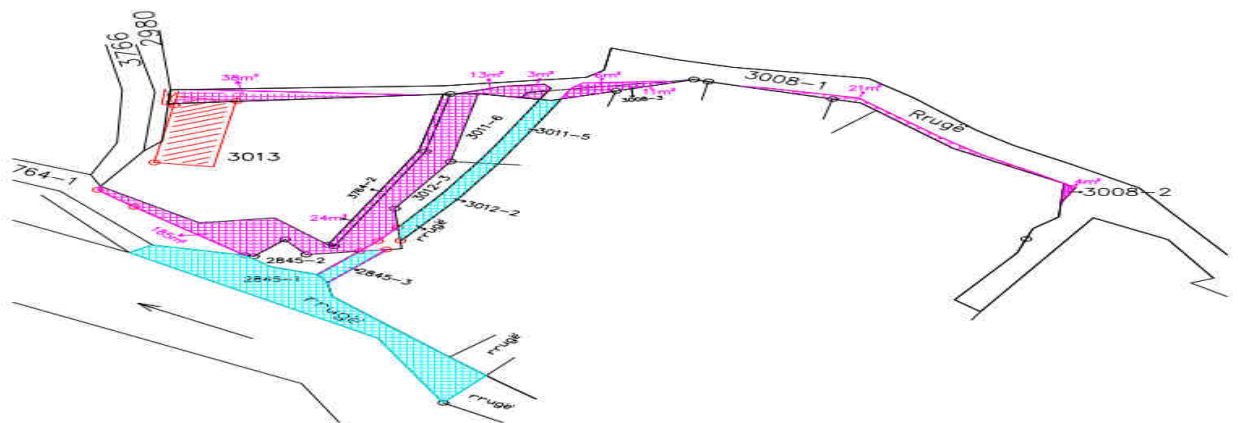 2980
3766
38m²
13m²
3m²
6m²
11m²
3008-3
3008-1
21m²
Rrugë
3011-6
3011-5
3013
764-1
3764-2
3012-3
4m²
3008-2
24m²
3012-2
185m²
rrugë
2845-2
2845-1
2845-3
rrugë
rrugë
rrugë